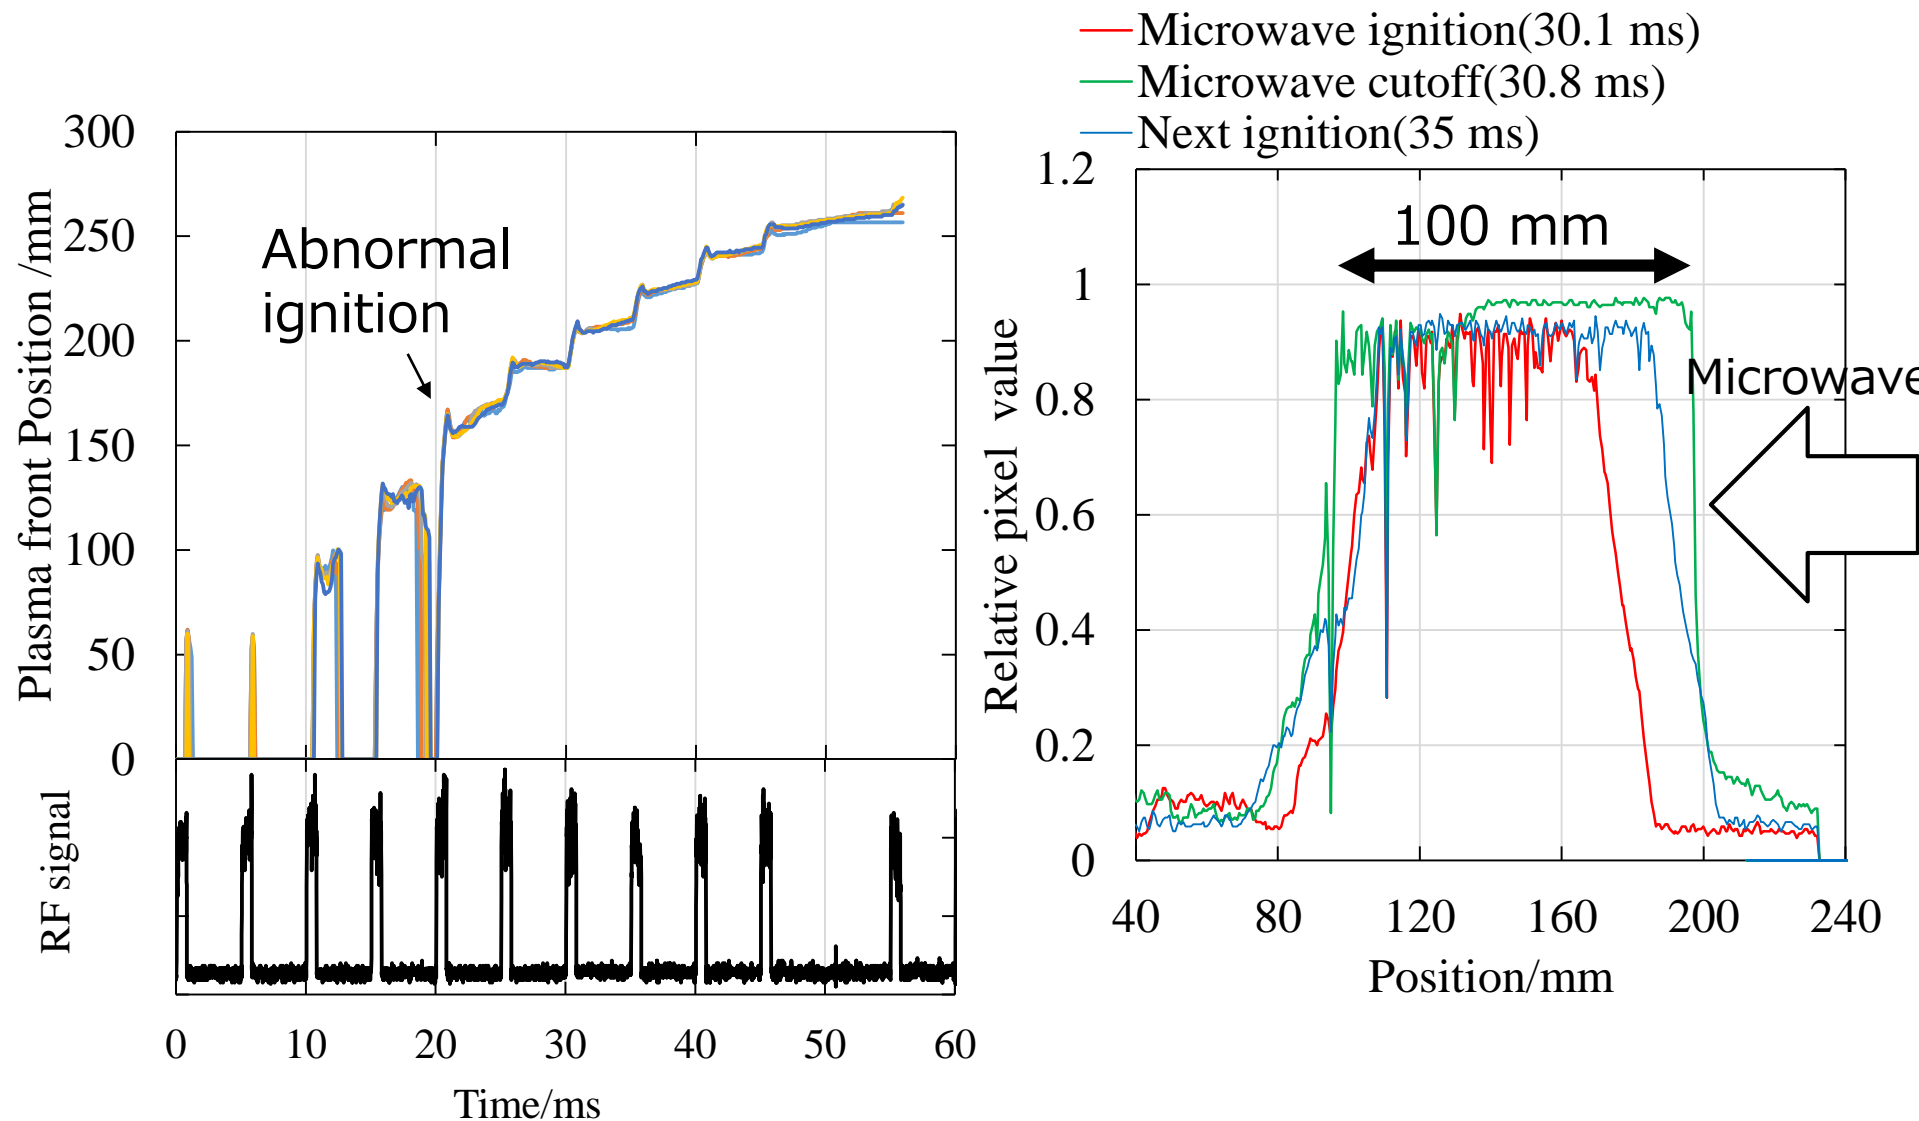 Microwave ignition(30.1 ms)
Microwave cutoff(30.8 ms)
Next ignition(35 ms)
300
250
200
150
100
50
0
Plasma front Position /mm
Abnormal
ignition
RF signal
0 10 20 30 40 50 60
Time/ms
1.2
1
0.8
0.6
0.4
0.2
0
Relative pixel value
100 mm
Microwave
40 80 120 160 200 240
Position/mm